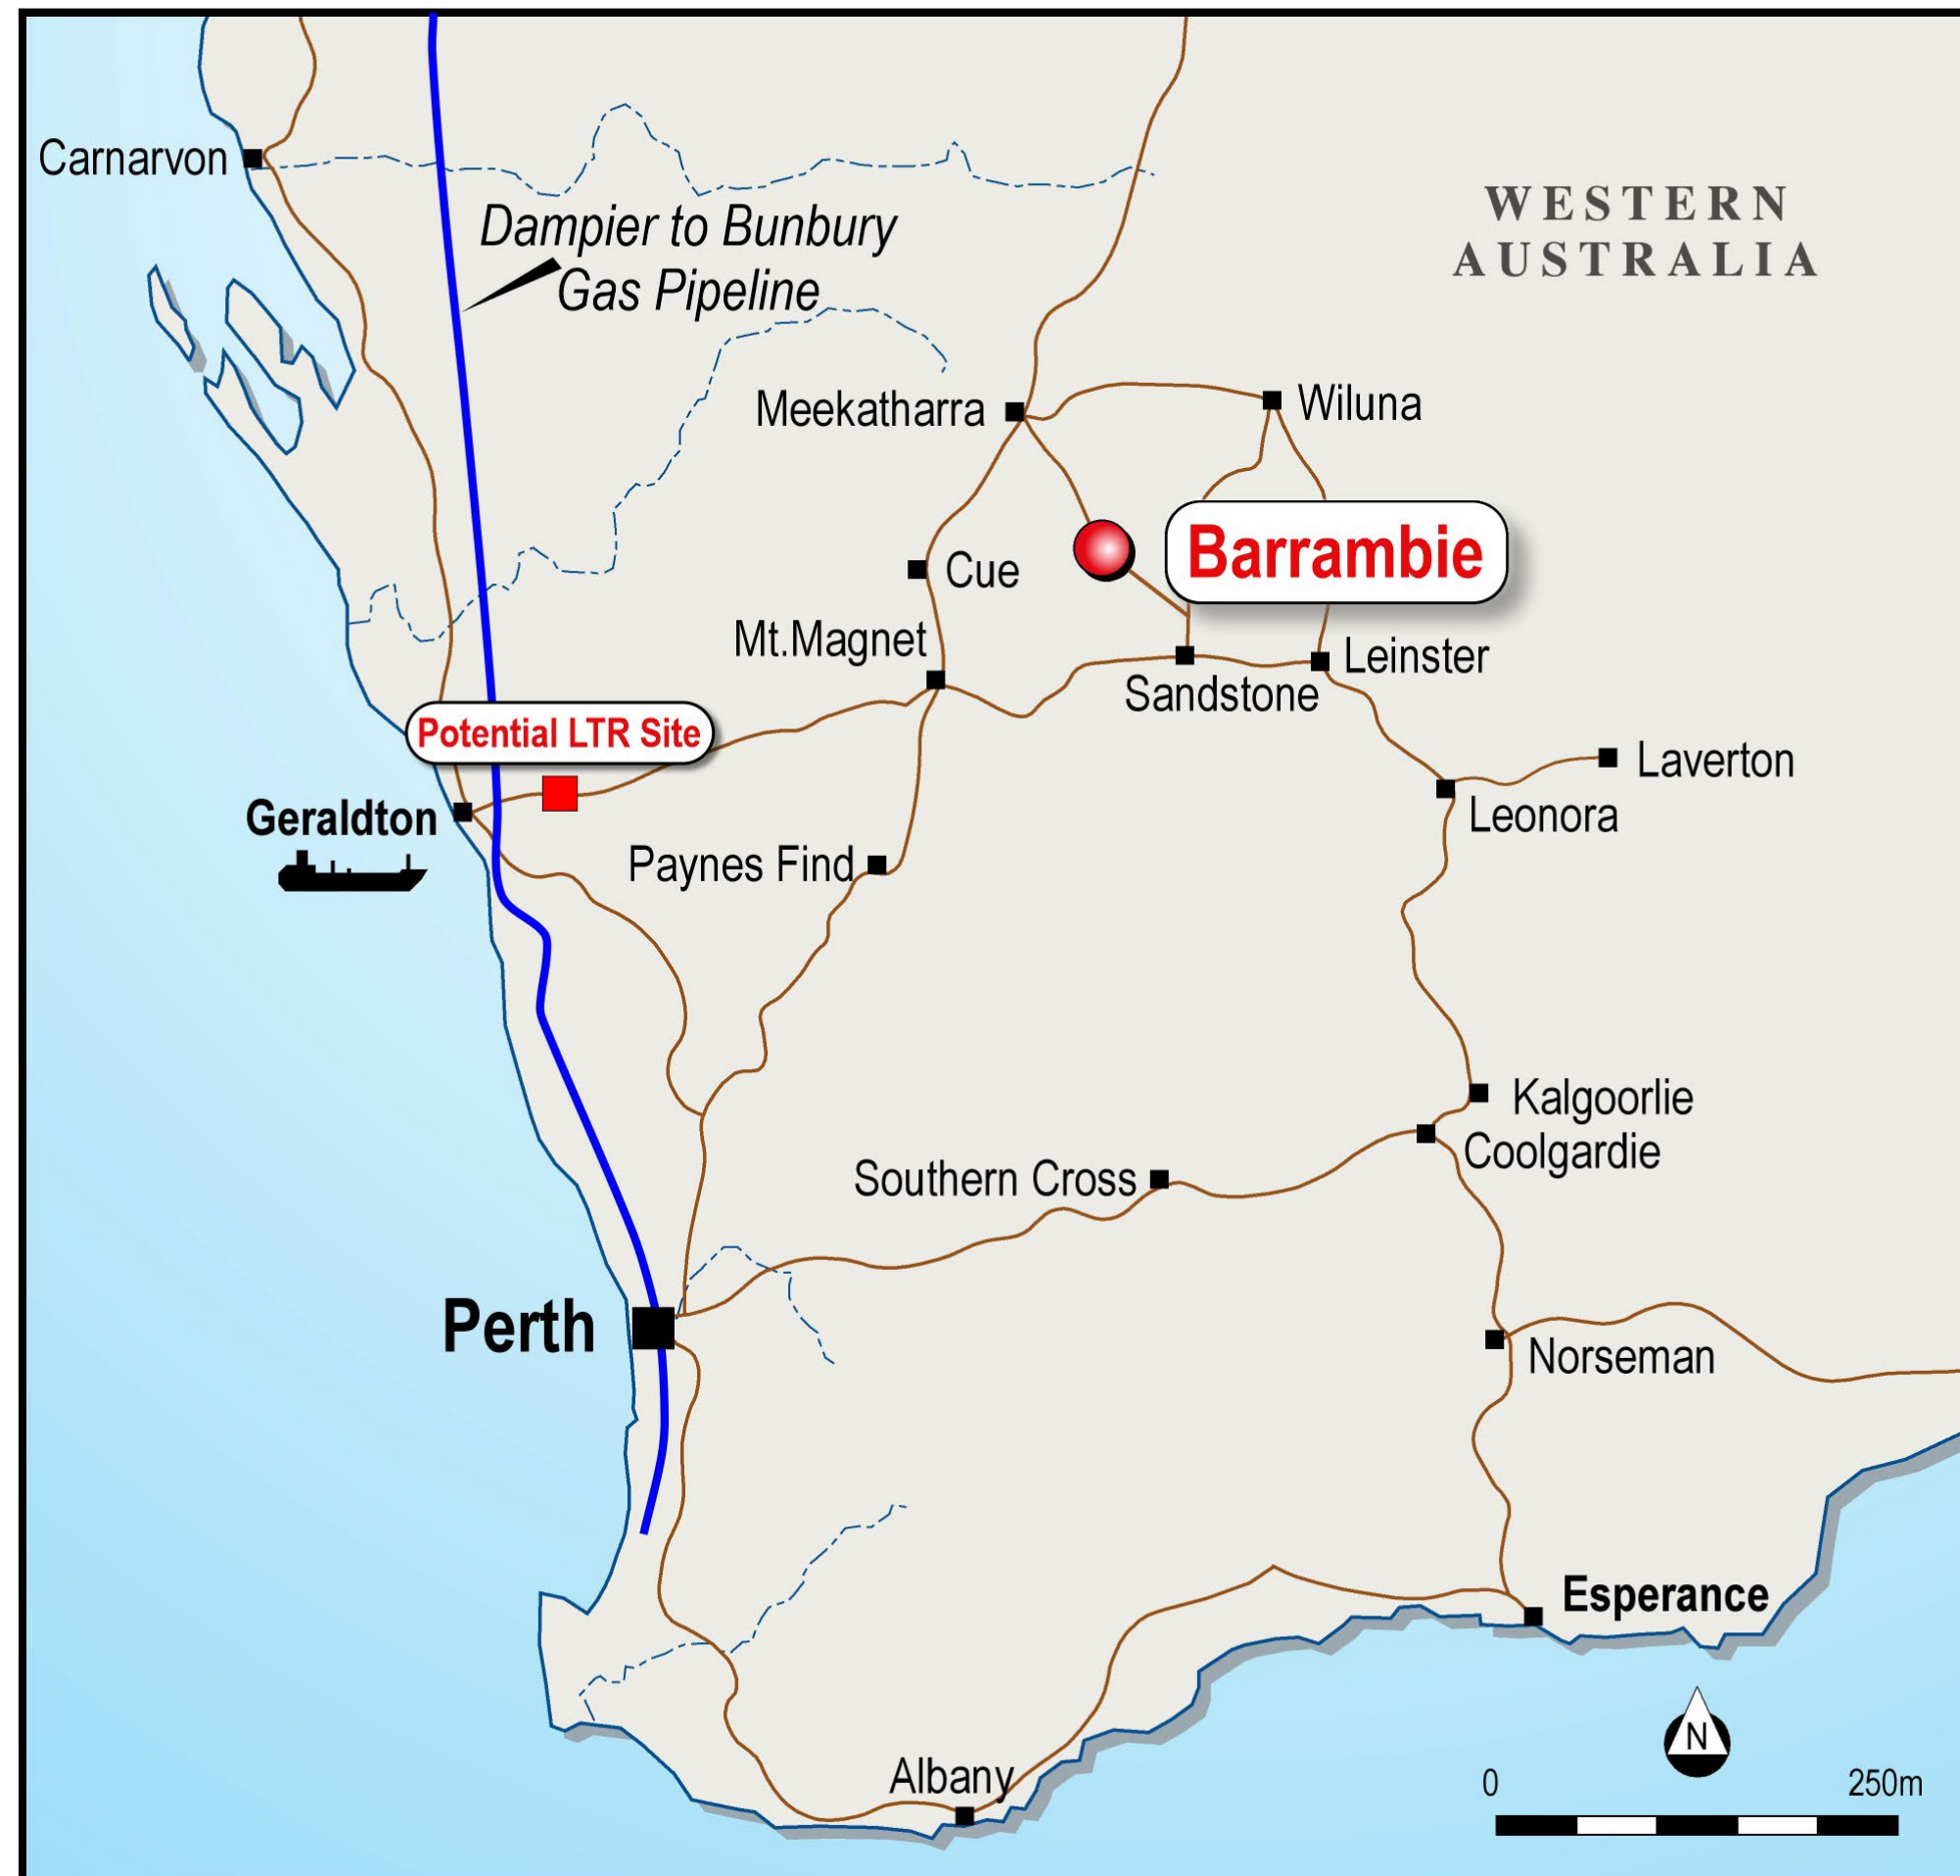 Carnarvon
WESTERN
AUSTRALIA
Dampier to Bunbury
Gas Pipeline
Meekatharra
Wiluna
Barrambie
Cue
Mt.Magnet
Leinster
Sandstone
Potential LTR Site
Laverton
Geraldton
Leonora
Paynes Find
Kalgoorlie
Coolgardie
Southern Cross
Perth
Norseman
Esperance
N
Albany
0
250m